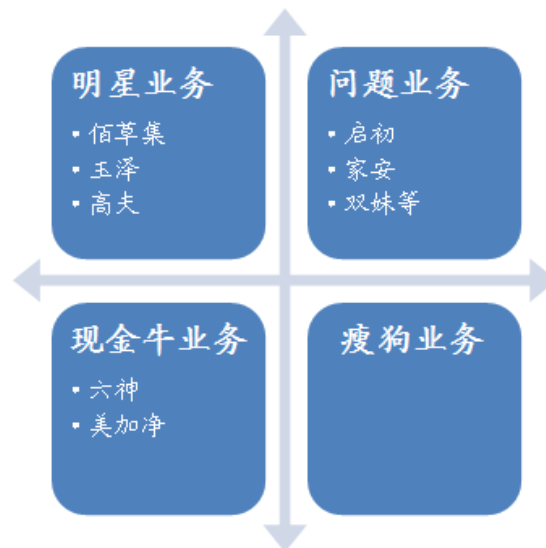 明星业务
▪ 佰草集
▪ 玉泽
▪ 高夫
问题业务
▪ 启初
▪ 家安
▪ 双妹等
现金牛业务
▪ 六神
▪ 美加净
瘦狗业务